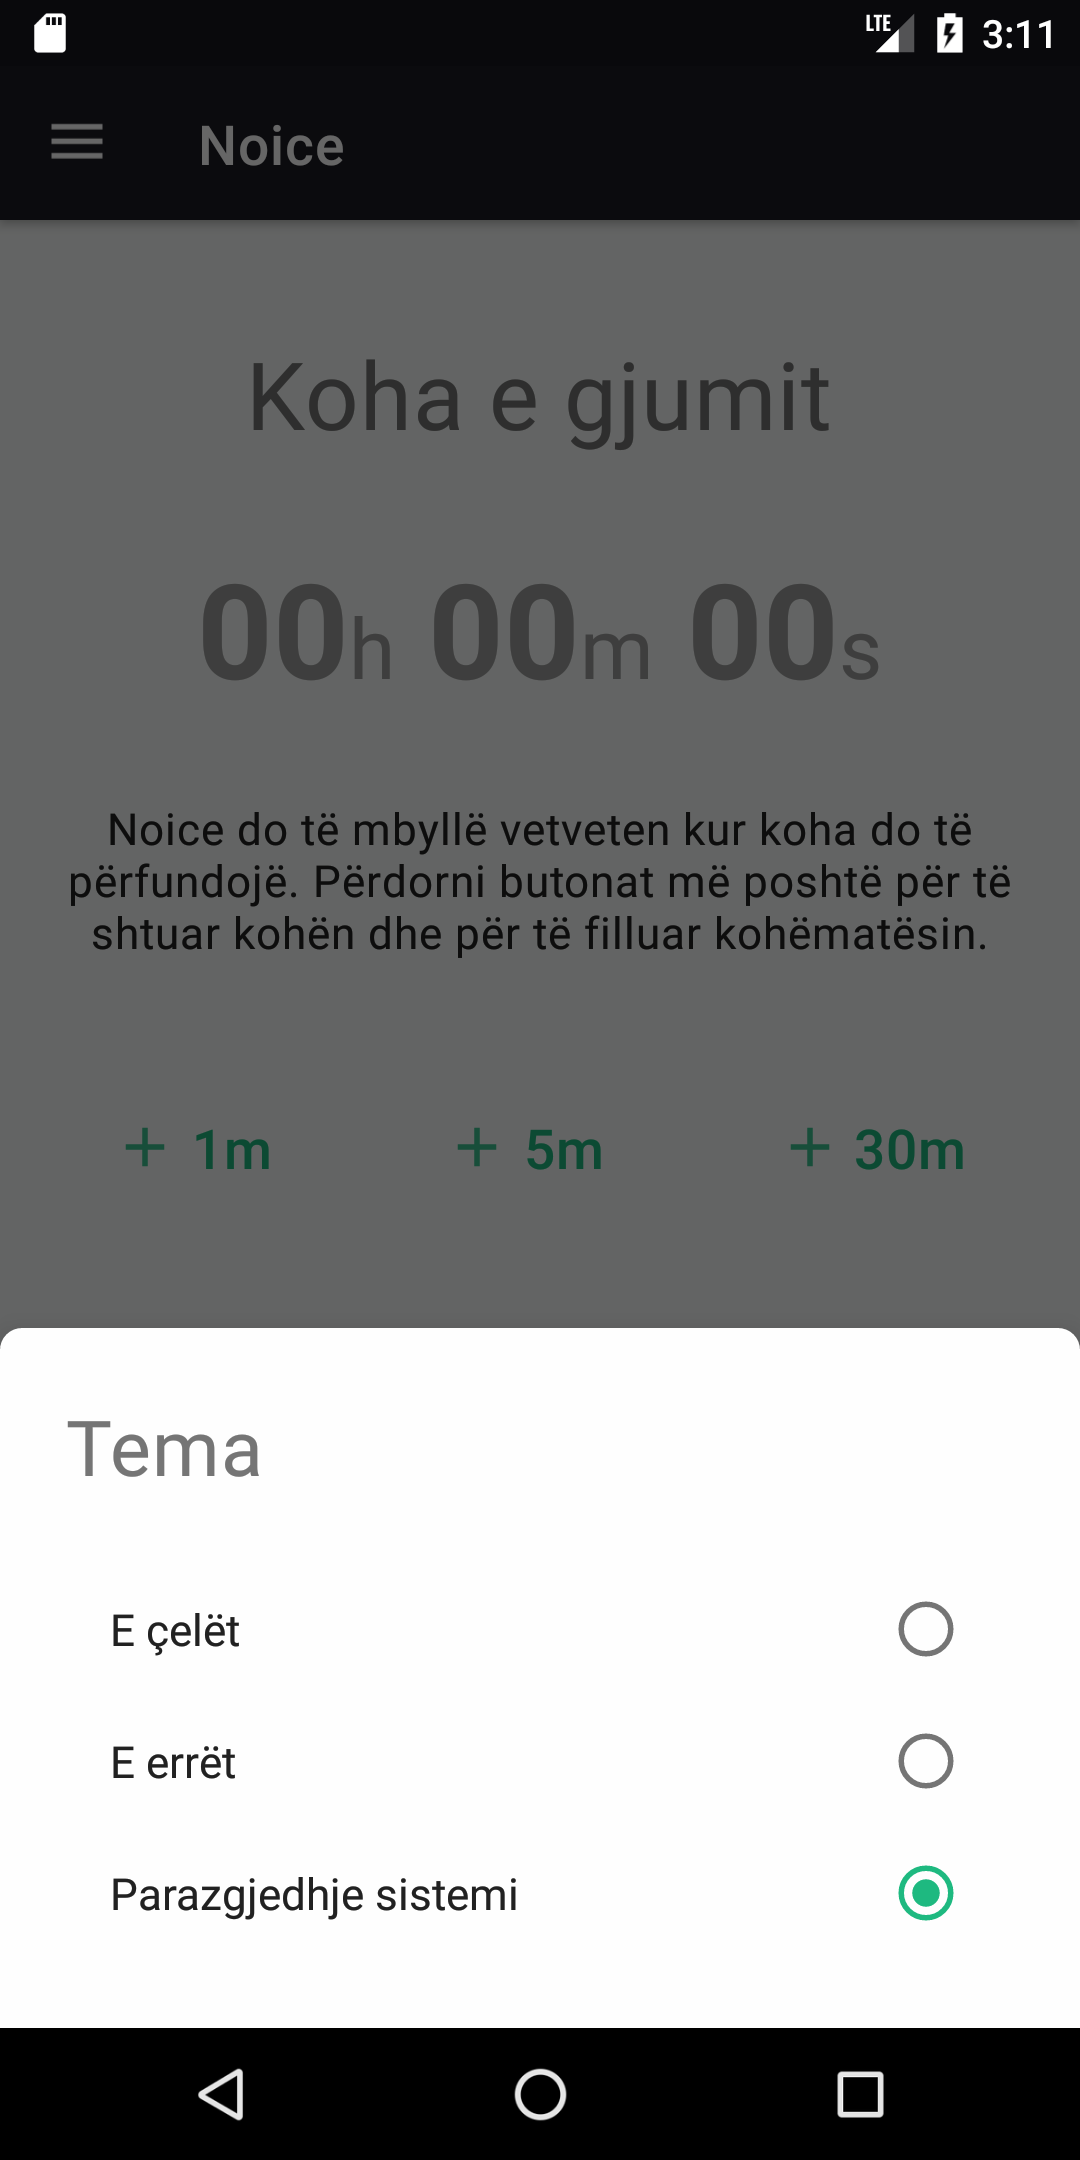 LTE 3:11
Noice
Koha e gjumit
00h 00m 00s
Noice do të mbyllë vetveten kur koha do të
përfundojë. Përdorni butonat më poshtë për të
shtuar kohën dhe për të filluar kohëmatësin.
+ 1m + 5m + 30m
Tema
E çelët
E errët
Parazgjedhje sistemi